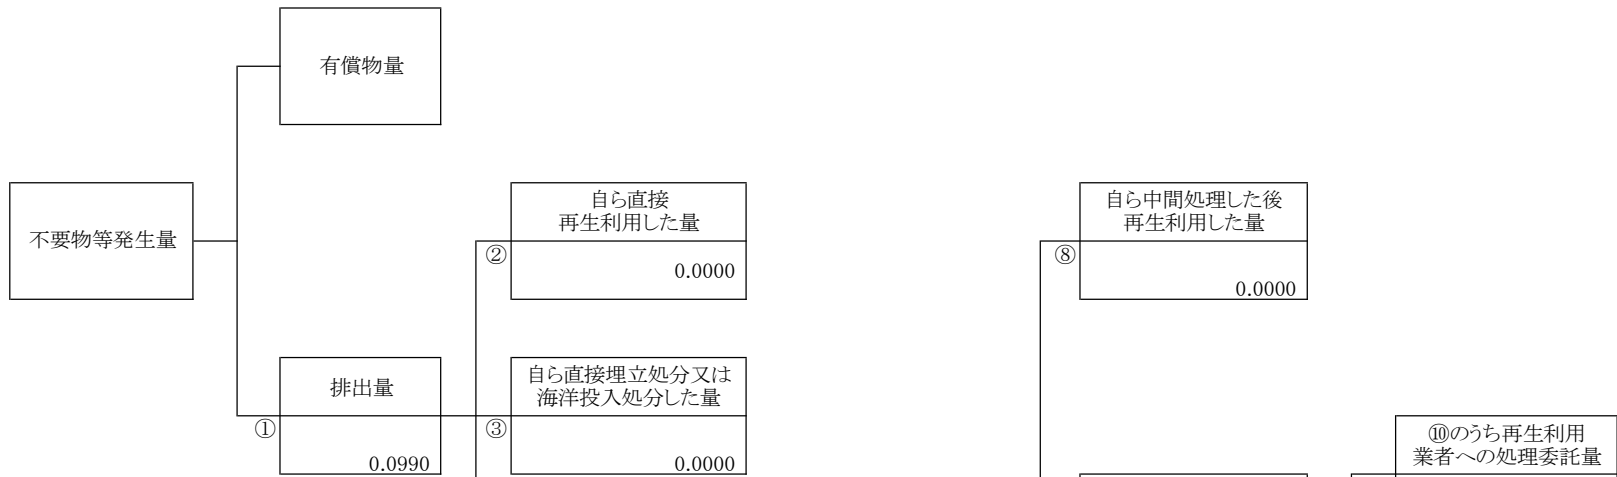 有償物量
不要物等発生量
自ら直接
再生利用した量
②
0.0000
自ら中間処理した後
再生利用した量
⑧
0.0000
排出量
①
0.0990
自ら直接埋立処分又は
海洋投入処分した量
③
0.0000
⑩のうち再生利用
業者への処理委託量